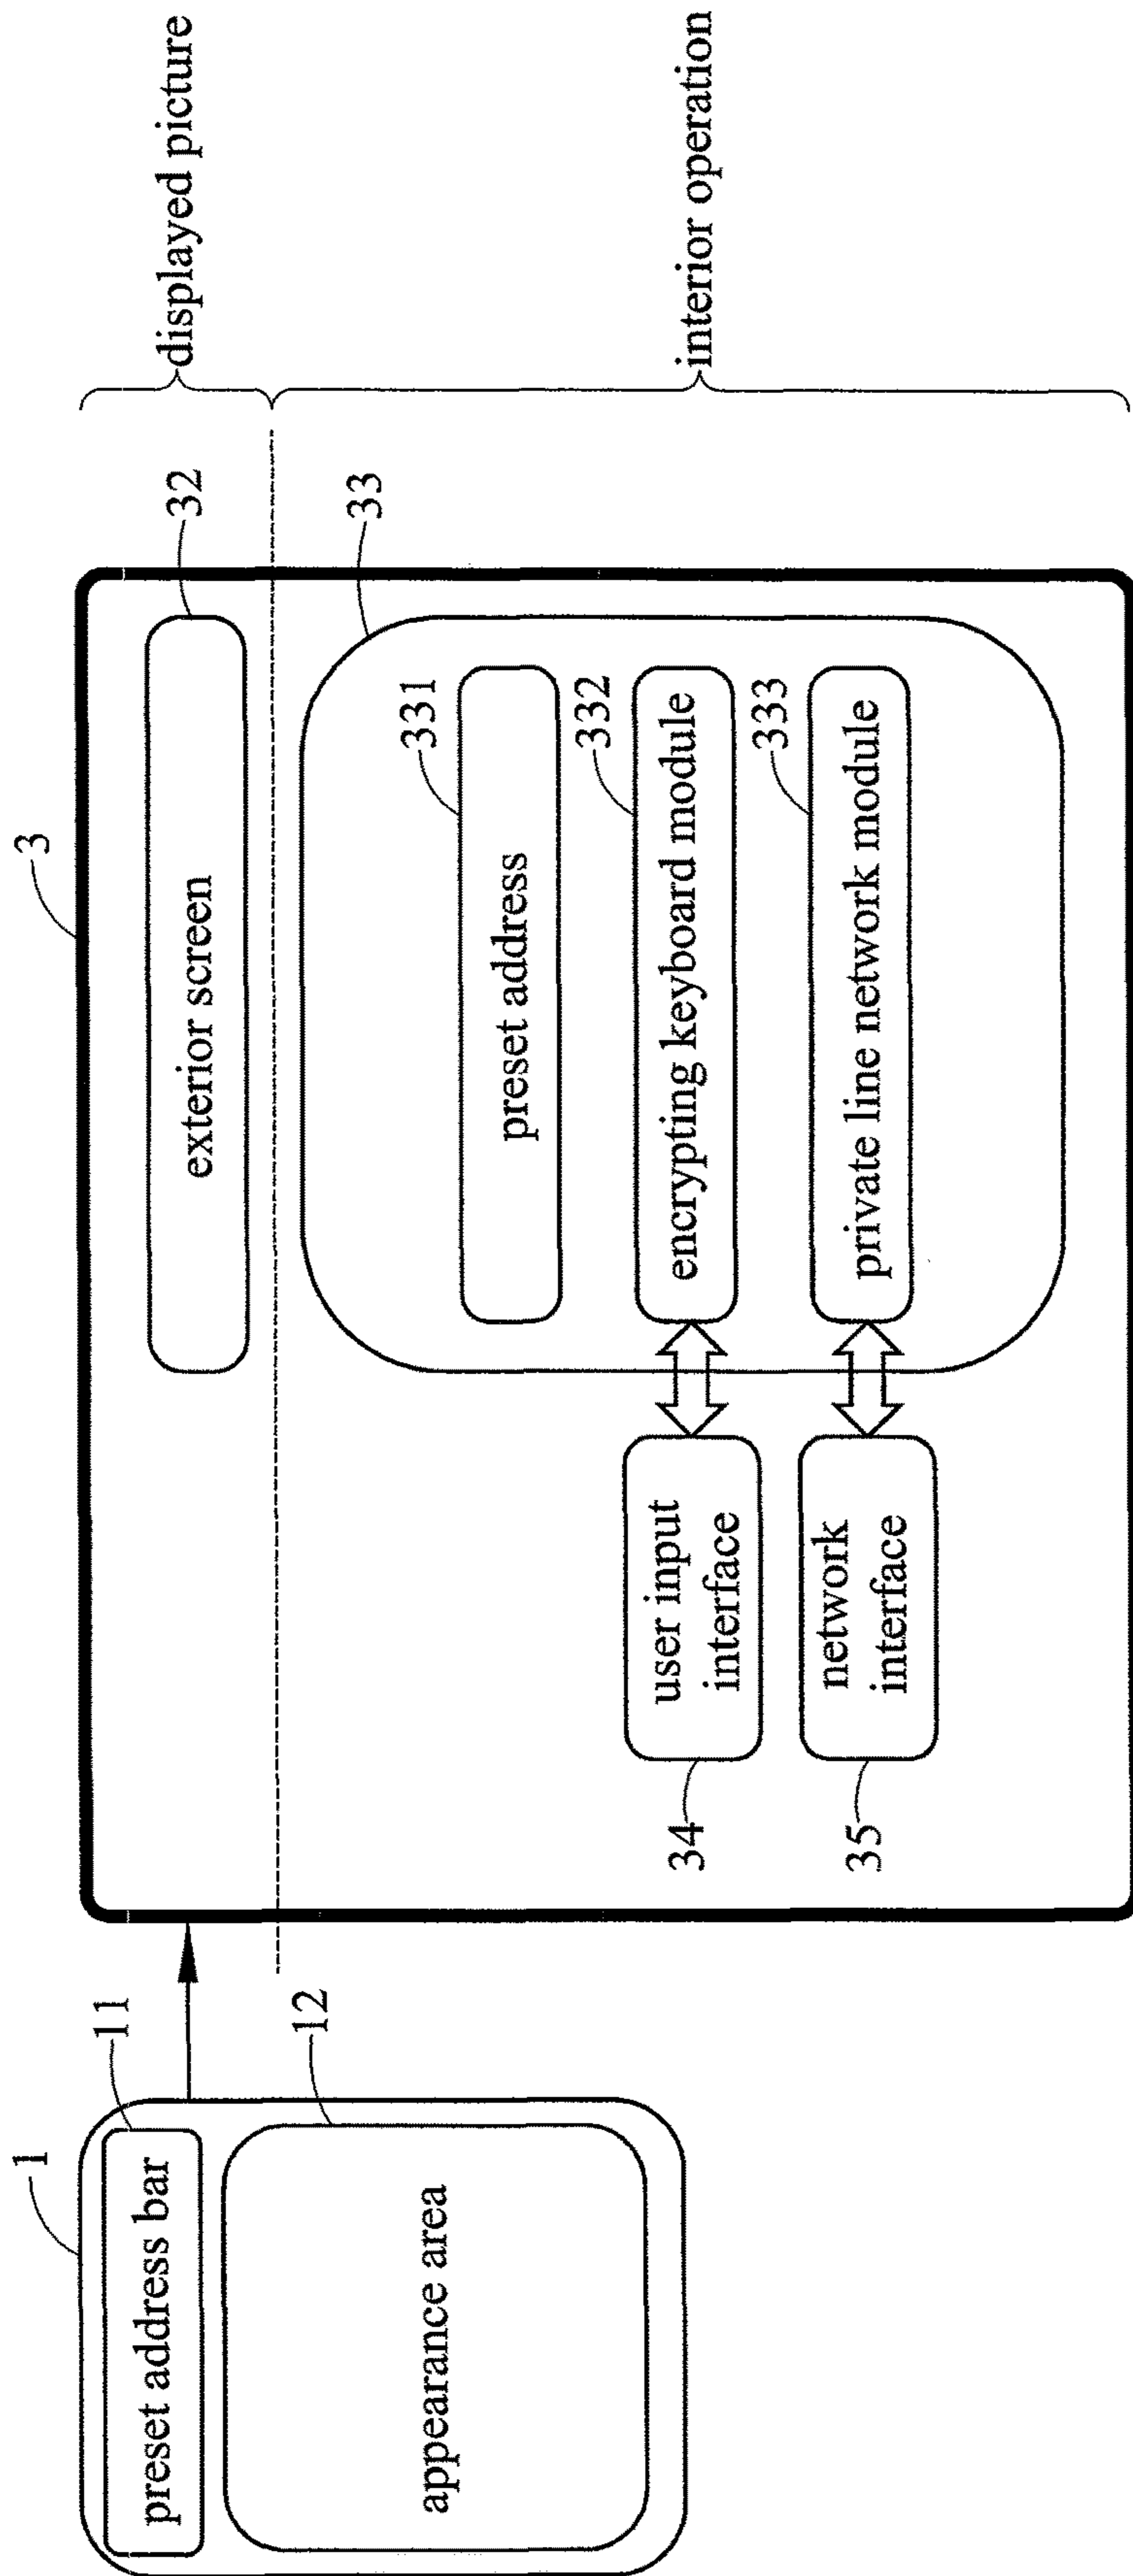 1
preset address bar
11
appearance area
12
3
exterior screen
32
displayed picture
33
preset address
331
user input
interface
34
encrypting keyboard module
332
network
interface
35
private line network module
333
interior operation